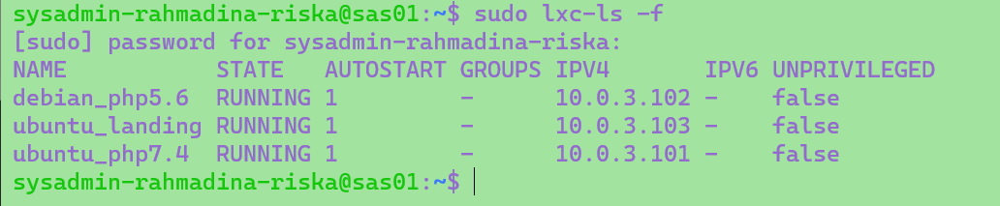 sysadmin-rahmadina-riska@sas01:~$ sudo lxc-ls -f
[sudo] password for sysadmin-rahmadina-riska:
NAME           STATE   AUTOSTART GROUPS IPV4       IPV6 UNPRIVILEGED
debian_php5.6  RUNNING 1         -      10.0.3.102 -    false
ubuntu_landing RUNNING 1         -      10.0.3.103 -    false
ubuntu_php7.4  RUNNING 1         -      10.0.3.101 -    false
sysadmin-rahmadina-riska@sas01:~$